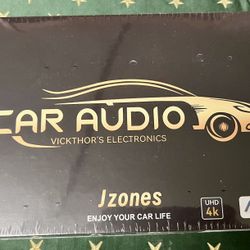 CAR AUDIO
VICKTHOR'S ELECTRONICS
Jzones
ENJOY YOUR CAR LIFE
UHD
4k